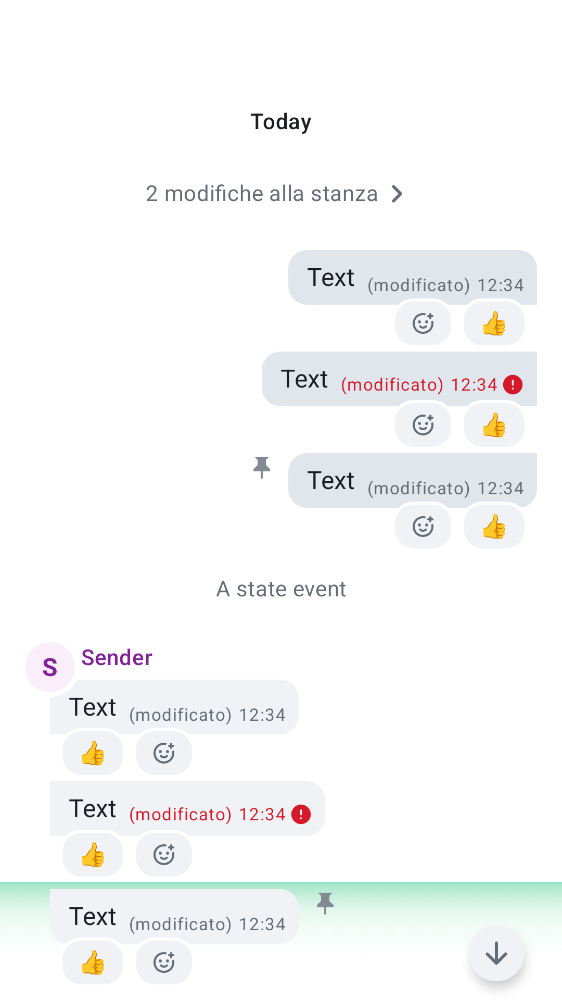 Today
2 modifiche alla stanza
Text (modificato) 12:34
Text (modificato) 12:34
Text (modificato) 12:34
A state event
S Sender
Text (modificato) 12:34
Text (modificato) 12:34
Text (modificato) 12:34